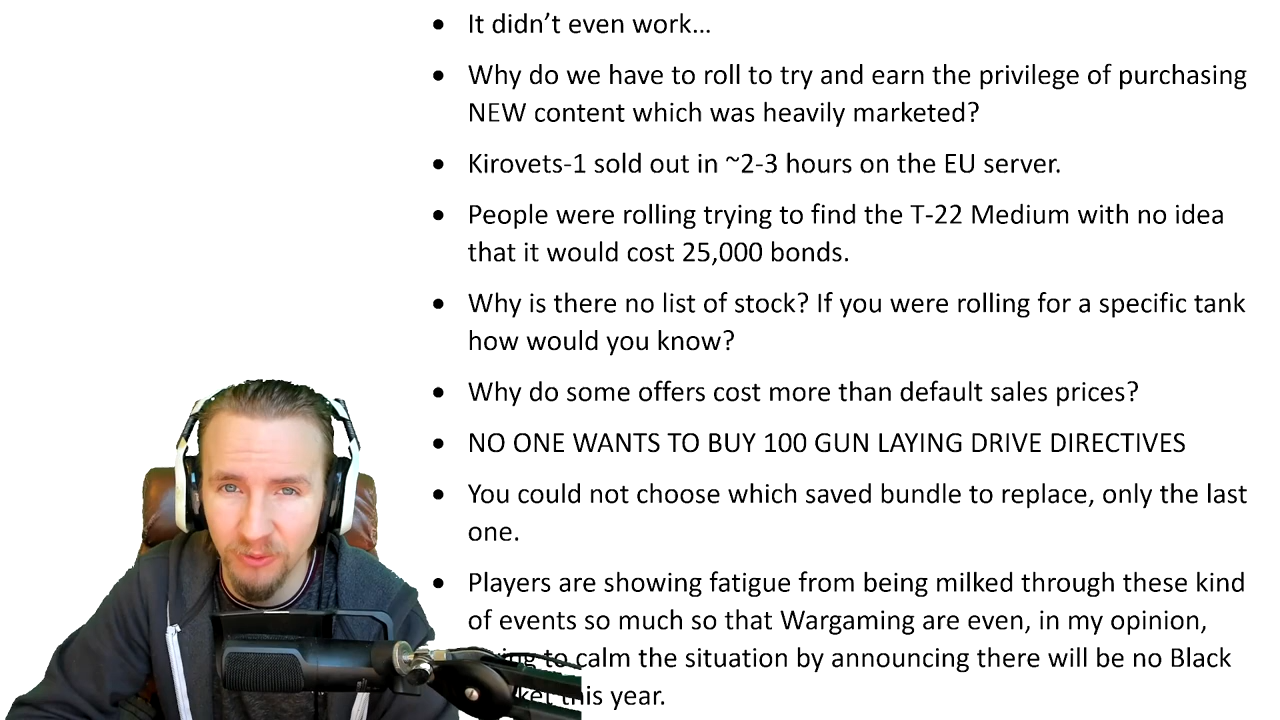 It didn’t even work…
Why do we have to roll to try and earn the privilege of purchasing
NEW content which was heavily marketed?
Kirovets-1 sold out in ~2-3 hours on the EU server.
People were rolling trying to find the T-22 Medium with no idea
that it would cost 25,000 bonds.
Why is there no list of stock? If you were rolling for a specific tank
how would you know?
Why do some offers cost more than default sales prices?
NO ONE WANTS TO BUY 100 GUN LAYING DRIVE DIRECTIVES
You could not choose which saved bundle to replace, only the last
one.
Players are showing fatigue from being milked through these kind
of events so much so that Wargaming are even, in my opinion,
to calm the situation by announcing there will be no Black
this year.